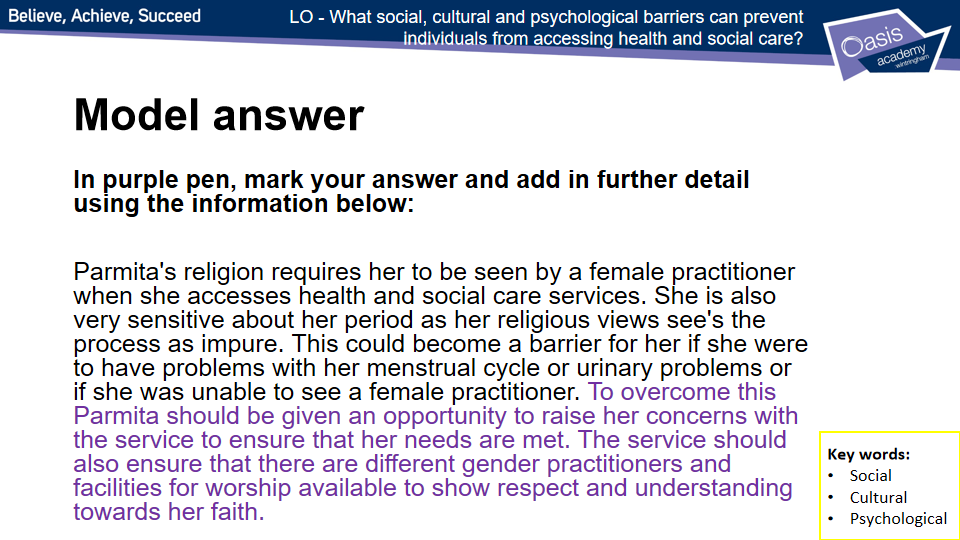 Believe, Achieve, Succeed
LO - What social, cultural and psychological barriers can prevent
individuals from accessing health and social care?
Oasis
academy
wintringham
Model answer
In purple pen, mark your answer and add in further detail
using the information below:
Parmita's religion requires her to be seen by a female practitioner
when she accesses health and social care services. She is also
very sensitive about her period as her religious views see's the
process as impure. This could become a barrier for her if she were
to have problems with her menstrual cycle or urinary problems or
if she was unable to see a female practitioner. To overcome this
Parmita should be given an opportunity to raise her concerns with
the service to ensure that her needs are met. The service should
also ensure that there are different gender practitioners and
facilities for worship available to show respect and understanding
towards her faith.
Key words:
• Social
• Cultural
• Psychological